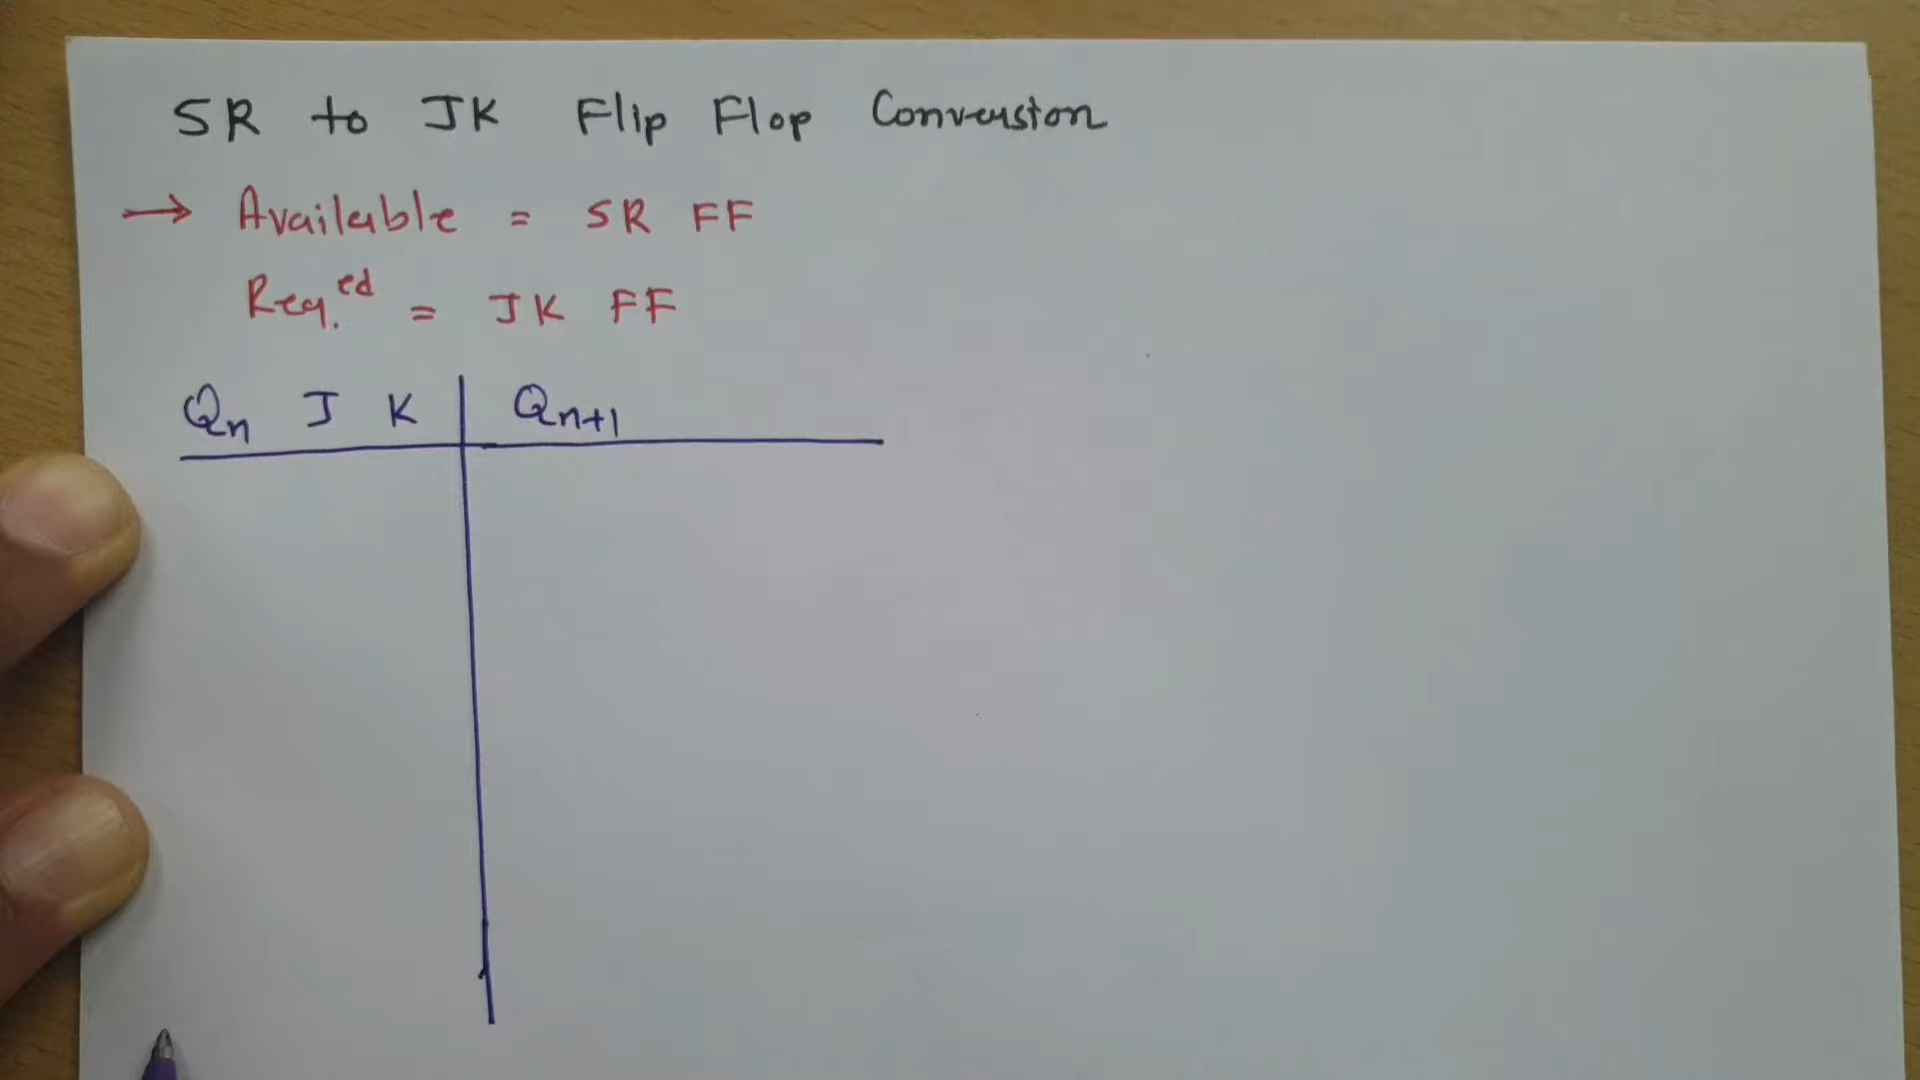 SR to JK Flip Flop Conversion
→ Available = SR FF
Req.ed = JK FF
Qn J K | Qn+1